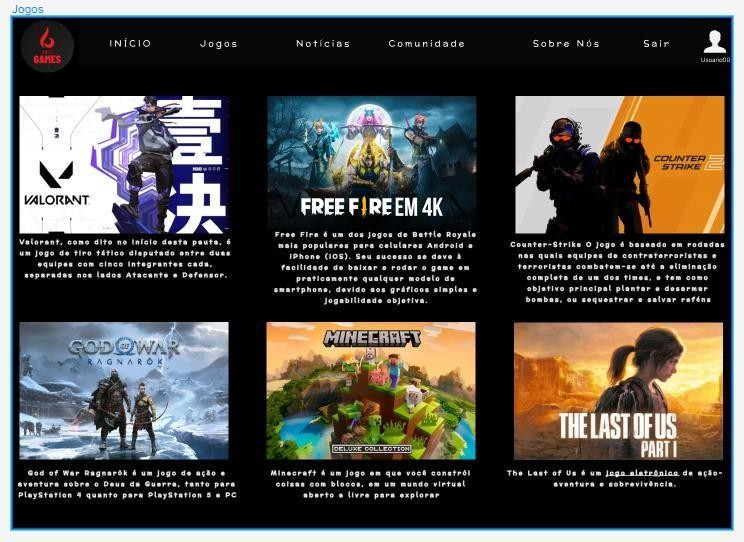 Jogos
DEV
GAMES
INÍCIO
Jogos
Notícias
Comunidade
Sobre Nós
Sair
Usuario00
VALORANT
壹
決
Valorant, como dito no início desta pauta, é
um jogo de tiro tático disputado entre duas
equipes com cinco integrantes cada,
separadas nos lados Atacante e Defensor.
FREE FIRE EM 4K
Free Fire é um dos jogos de Battle Royale
mais populares para celulares Android e
iPhone (iOS). Seu sucesso se deve à
facilidade de baixar e rodar o game em
praticamente qualquer modelo de
smartphone, devido aos gráficos simples e
jogabilidade objetiva.
COUNTER
STRIKE 2
Counter-Strike O jogo é baseado em rodadas
nas quais equipes de contraterroristas e
terroristas combatem-se até a eliminação
completa de um dos times, e tem como
objetivo principal plantar e desarmar
bombas, ou sequestrar e salvar reféns
GOD OF WAR
RAGNARÖK
God of War Ragnarök é um jogo de ação e
aventura sobre o Deus da Guerra, tanto para
PlayStation 4 quanto para PlayStation 5 e PC
MINECRAFT
DELUXE COLLECTION
Minecraft é um jogo em que você constrói
coisas com blocos, em um mundo virtual
aberto e livre para explorar
THE LAST OF US
PART I
The Last of Us é um jogo eletrônico de ação-
aventura e sobrevivência.